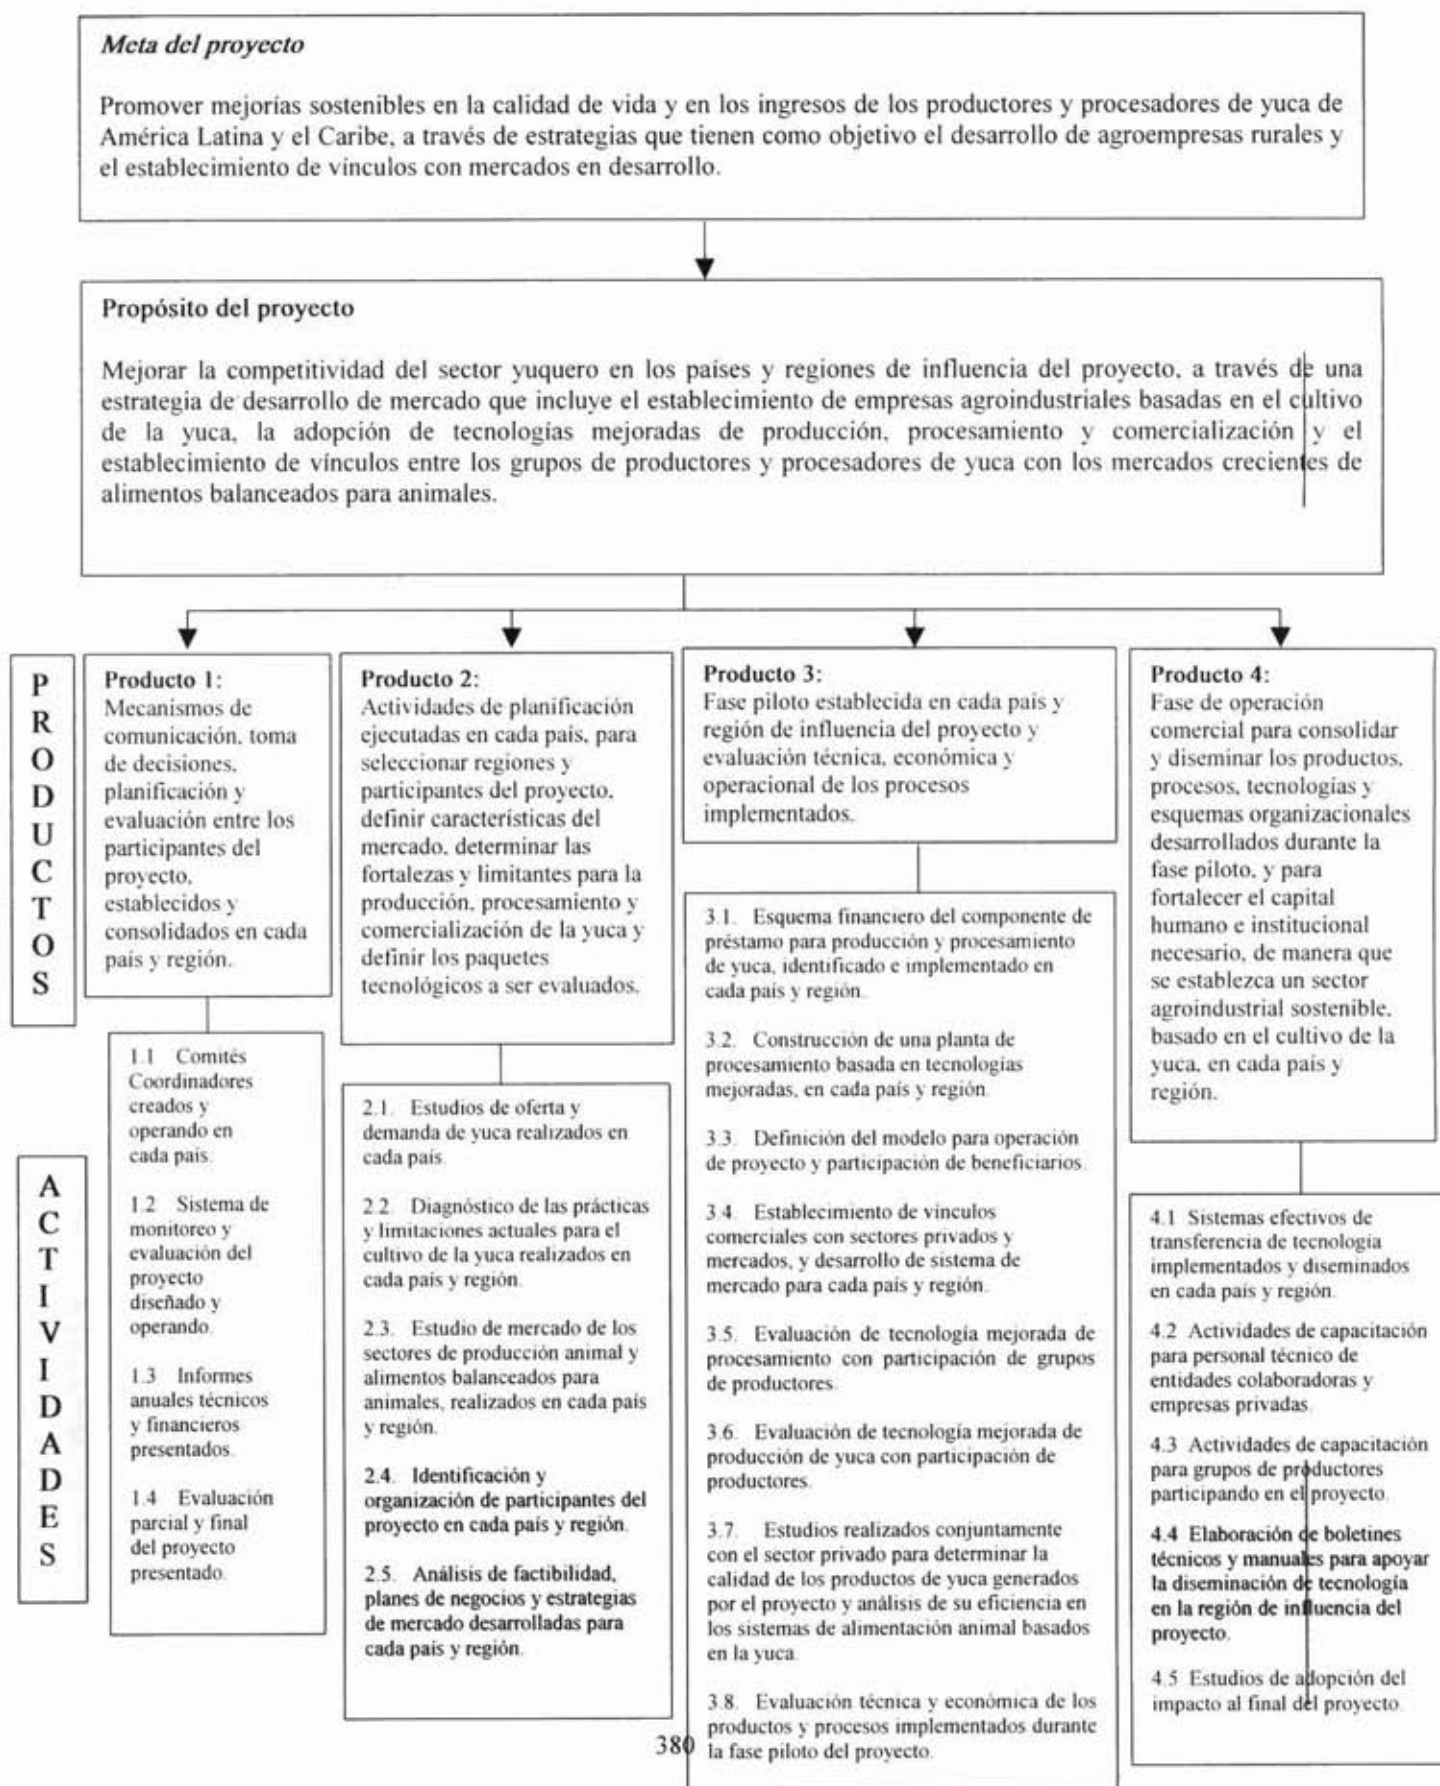 Meta del proyecto
Promover mejorías sostenibles en la calidad de vida y en los ingresos de los productores y procesadores de yuca de
América Latina y el Caribe, a través de estrategias que tienen como objetivo el desarrollo de agroempresas rurales y
el establecimiento de vínculos con mercados en desarrollo.
Propósito del proyecto
Mejorar la competitividad del sector yuquero en los países y regiones de influencia del proyecto, a través de una
estrategia de desarrollo de mercado que incluye el establecimiento de empresas agroindustriales basadas en el cultivo
de la yuca, la adopción de tecnologías mejoradas de producción, procesamiento y comercialización y el
establecimiento de vínculos entre los grupos de productores y procesadores de yuca con los mercados crecientes de
alimentos balanceados para animales.
PRODUCTOS
Producto 1:
Mecanismos de
comunicación, toma
de decisiones,
planificación y
evaluación entre los
participantes del
proyecto,
establecidos y
consolidados en cada
país y región.
Producto 2:
Actividades de planificación
ejecutadas en cada país, para
seleccionar regiones y
participantes del proyecto,
definir características del
mercado, determinar las
fortalezas y limitantes para la
producción, procesamiento y
comercialización de la yuca y
definir los paquetes
tecnológicos a ser evaluados.
Producto 3:
Fase piloto establecida en cada país y
región de influencia del proyecto y
evaluación técnica, económica y
operacional de los procesos
implementados.
Producto 4:
Fase de operación
comercial para consolidar
y diseminar los productos,
procesos, tecnologías y
esquemas organizacionales
desarrollados durante la
fase piloto, y para
fortalecer el capital
humano e institucional
necesario, de manera que
se establezca un sector
agroindustrial sostenible,
basado en el cultivo de la
yuca, en cada país y
región.
ACTIVIDADES
1.1 Comités
Coordinadores
creados y
operando en
cada país.
1.2 Sistema de
monitoreo y
evaluación del
proyecto
diseñado y
operando.
1.3 Informes
anuales técnicos
y financieros
presentados.
1.4 Evaluación
parcial y final
del proyecto
presentado.
2.1. Estudios de oferta y
demanda de yuca realizados en
cada país.
2.2. Diagnóstico de las prácticas
y limitaciones actuales para el
cultivo de la yuca realizados en
cada país y región.
2.3. Estudio de mercado de los
sectores de producción animal y
alimentos balanceados para
animales, realizados en cada país
y región.
2.4. Identificación y
organización de participantes del
proyecto en cada país y región.
2.5. Análisis de factibilidad,
planes de negocios y estrategias
de mercado desarrolladas para
cada país y región.
3.1. Esquema financiero del componente de
préstamo para producción y procesamiento
de yuca, identificado e implementado en
cada país y región.
3.2. Construcción de una planta de
procesamiento basada en tecnologías
mejoradas, en cada país y región.
3.3. Definición del modelo para operación
de proyecto y participación de beneficiarios.
3.4. Establecimiento de vínculos
comerciales con sectores privados y
mercados, y desarrollo de sistema de
mercado para cada país y región.
3.5. Evaluación de tecnología mejorada de
procesamiento con participación de grupos
de productores.
3.6. Evaluación de tecnología mejorada de
producción de yuca con participación de
productores.
3.7. Estudios realizados conjuntamente
con el sector privado para determinar la
calidad de los productos de yuca generados
por el proyecto y análisis de su eficiencia en
los sistemas de alimentación animal basados
en la yuca.
3.8. Evaluación técnica y económica de los
productos y procesos implementados durante
la fase piloto del proyecto.
4.1 Sistemas efectivos de
transferencia de tecnología
implementados y diseminados
en cada país y región.
4.2 Actividades de capacitación
para personal técnico de
entidades colaboradoras y
empresas privadas.
4.3 Actividades de capacitación
para grupos de productores
participando en el proyecto.
4.4 Elaboración de boletines
técnicos y manuales para apoyar
la diseminación de tecnología
en la región de influencia del
proyecto.
4.5 Estudios de adopción del
impacto al final del proyecto.
380